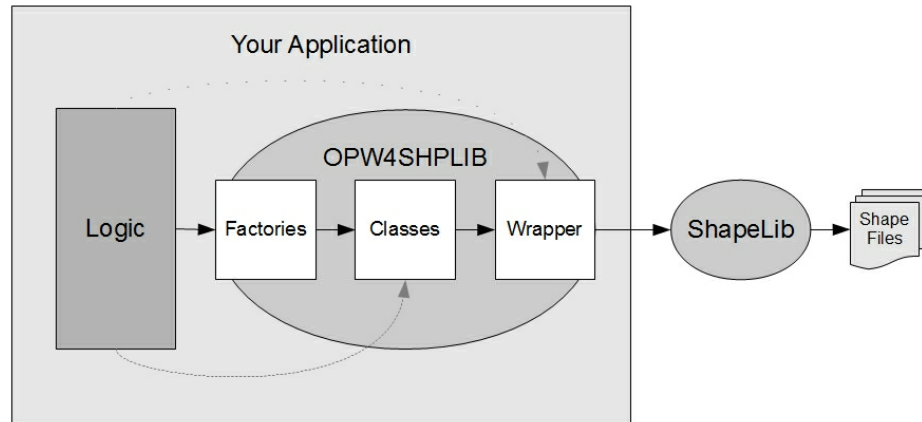 Your Application
OPW4SHPLIB
Logic
Factories
Classes
Wrapper
ShapeLib
Shape
Files